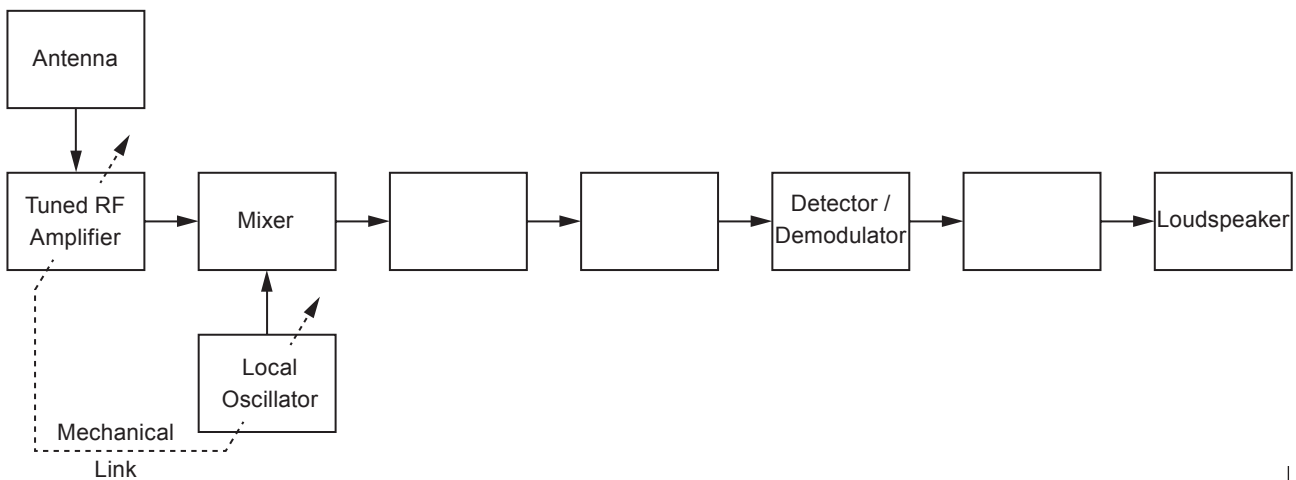 Antenna
Tuned RF
Amplifier
Mixer
Detector /
Demodulator
Loudspeaker
Local
Oscillator
Mechanical
Link